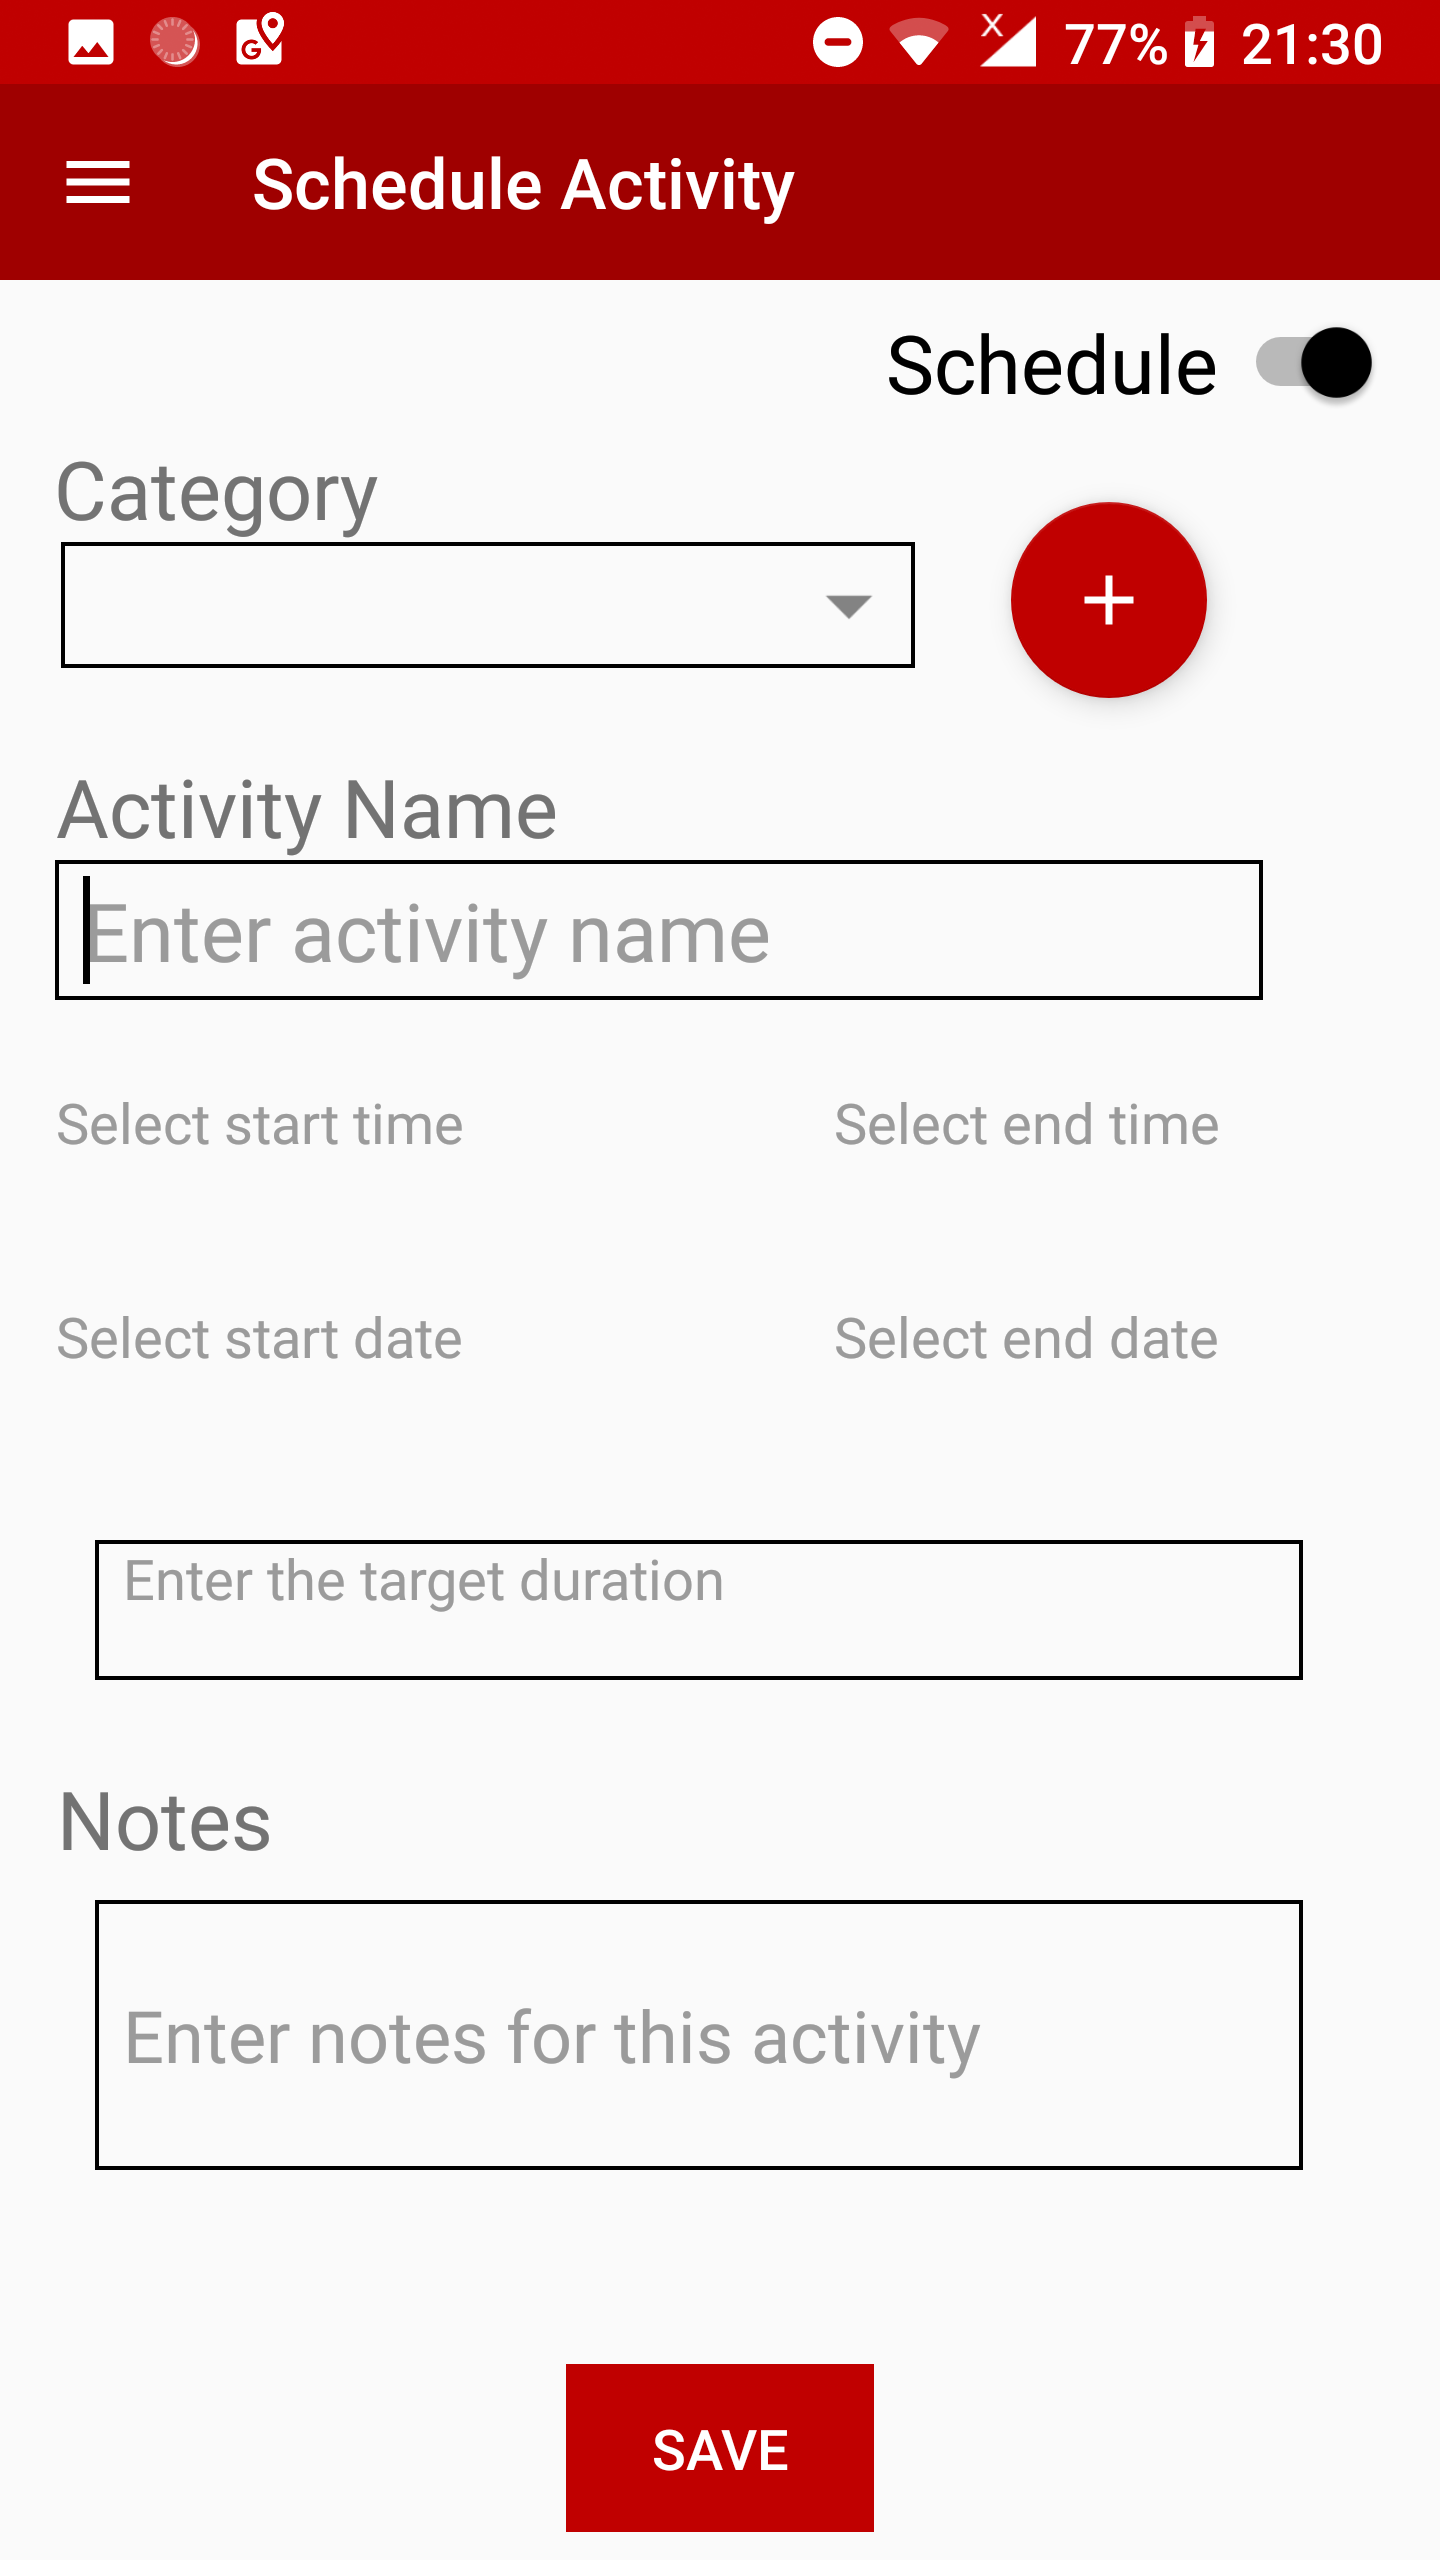 77% 21:30
Schedule Activity
Schedule
Category
Activity Name
Enter activity name
Select start time Select end time
Select start date Select end date
Enter the target duration
Notes
Enter notes for this activity
SAVE